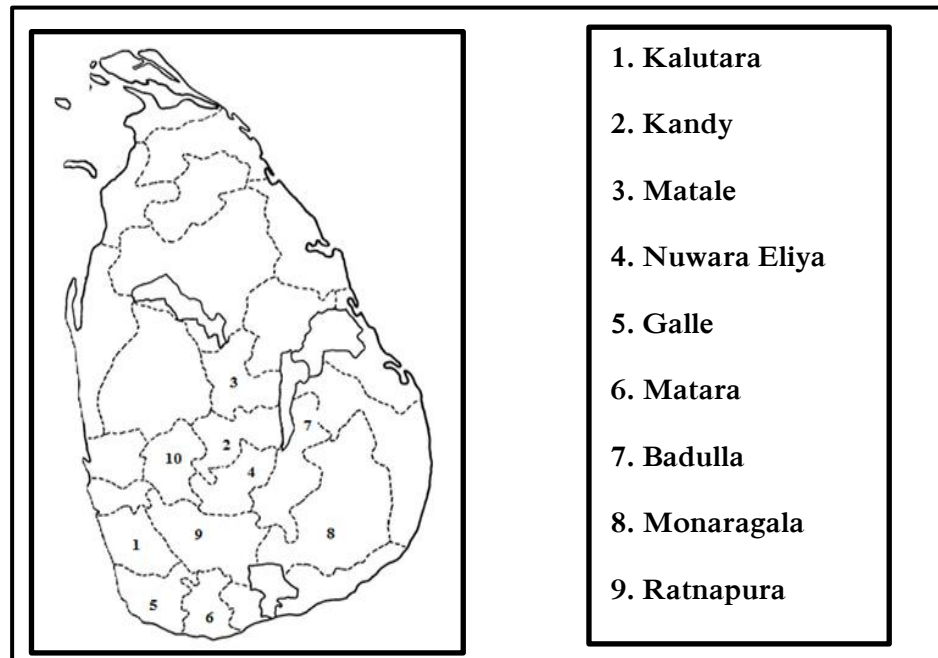 3
7
2
10
4
9
8
1
5
6
1. Kalutara
2. Kandy
3. Matale
4. Nuwara Eliya
5. Galle
6. Matara
7. Badulla
8. Monaragala
9. Ratnapura